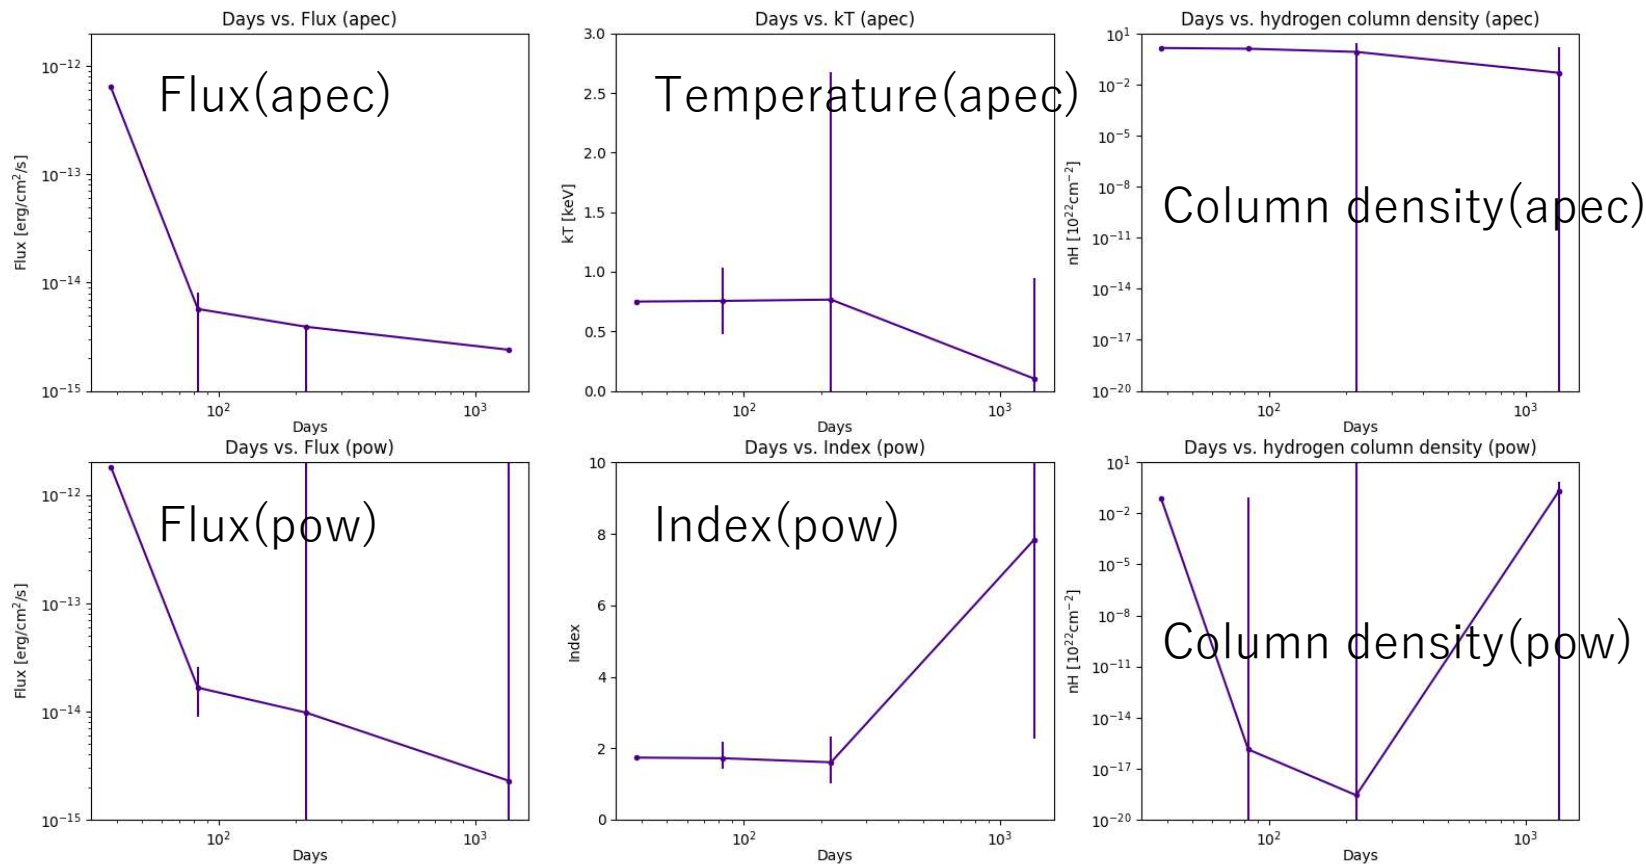 Days vs. Flux (apec)
Flux(apec)
Flux [erg/cm²/s]
10⁻¹²
10⁻¹³
10⁻¹⁴
10⁻¹⁵
10²
10³
Days
Days vs. kT (apec)
Temperature(apec)
kT [keV]
3.0
2.5
2.0
1.5
1.0
0.5
0.0
10²
10³
Days
Days vs. hydrogen column density (apec)
Column density(apec)
nH [10²²cm⁻²]
10¹
10⁻²
10⁻⁵
10⁻⁸
10⁻¹¹
10⁻¹⁴
10⁻¹⁷
10⁻²⁰
10²
10³
Days
Days vs. Flux (pow)
Flux(pow)
Flux [erg/cm²/s]
10⁻¹²
10⁻¹³
10⁻¹⁴
10⁻¹⁵
10²
10³
Days
Days vs. Index (pow)
Index(pow)
Index
10
8
6
4
2
0
10²
10³
Days
Days vs. hydrogen column density (pow)
Column density(pow)
nH [10²²cm⁻²]
10¹
10⁻²
10⁻⁵
10⁻⁸
10⁻¹¹
10⁻¹⁴
10⁻¹⁷
10⁻²⁰
10²
10³
Days